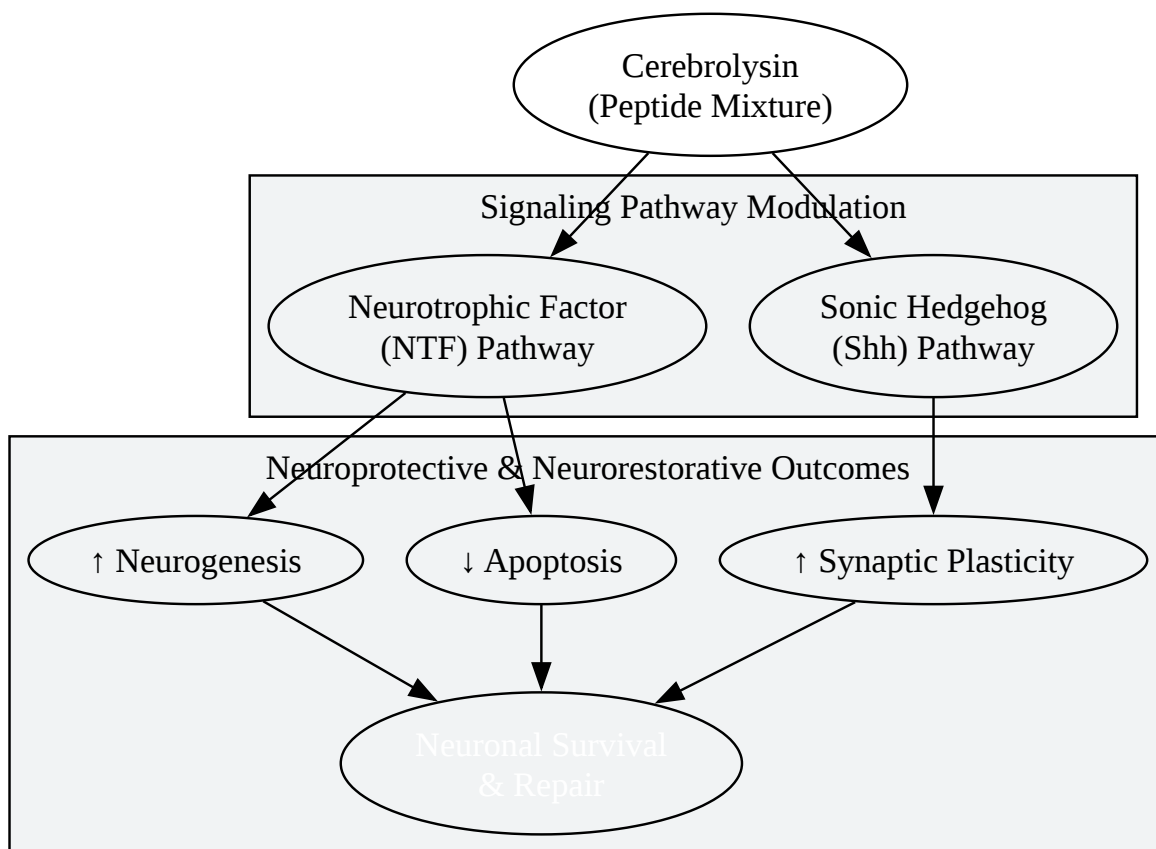 Cerebrolysin
(Peptide Mixture)
Signaling Pathway Modulation
Neurotrophic Factor
(NTF) Pathway
Sonic Hedgehog
(Shh) Pathway
Neuroprotective & Neurorestorative Outcomes
↑ Neurogenesis
↓ Apoptosis
↑ Synaptic Plasticity
Neuronal Survival
& Repair